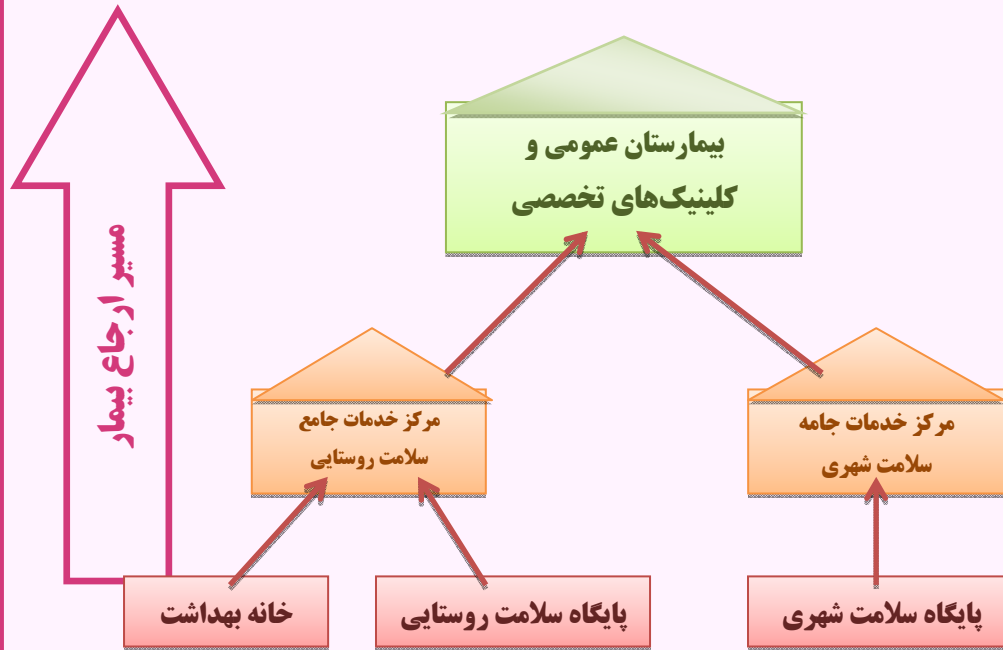 بیمارستان عمومی و
کلینیک‌های تخصصی
مسیر ارجاع بیمار
مرکز خدمات جامه
سلامت شهری
مرکز خدمات جامع
سلامت روستایی
پایگاه سلامت شهری
پایگاه سلامت روستایی
خانه بهداشت